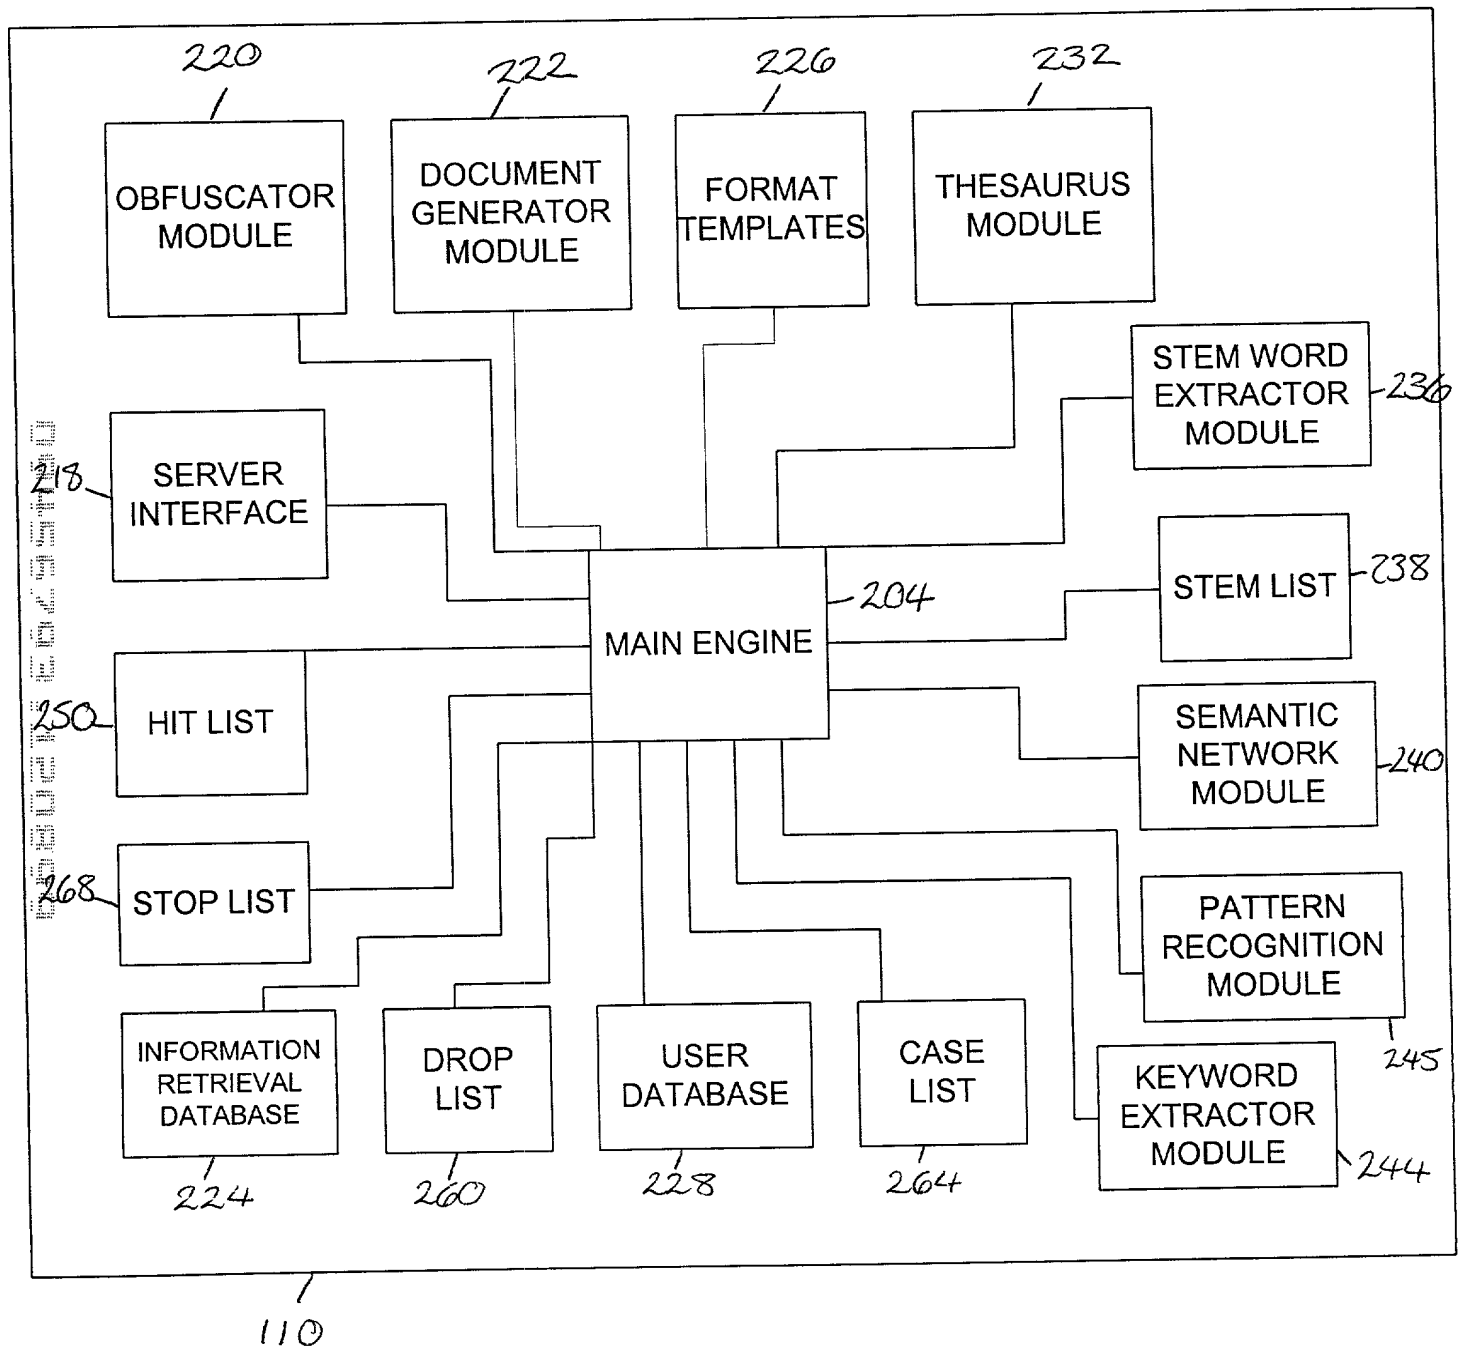 220
222
226
232
OBFUSCATOR
MODULE
DOCUMENT
GENERATOR
MODULE
FORMAT
TEMPLATES
THESAURUS
MODULE
STEM WORD
EXTRACTOR
MODULE
236
218
SERVER
INTERFACE
MAIN ENGINE
204
STEM LIST
238
250
HIT LIST
SEMANTIC
NETWORK
MODULE
240
268
STOP LIST
PATTERN
RECOGNITION
MODULE
245
INFORMATION
RETRIEVAL
DATABASE
DROP
LIST
USER
DATABASE
CASE
LIST
KEYWORD
EXTRACTOR
MODULE
244
224
260
228
264
110